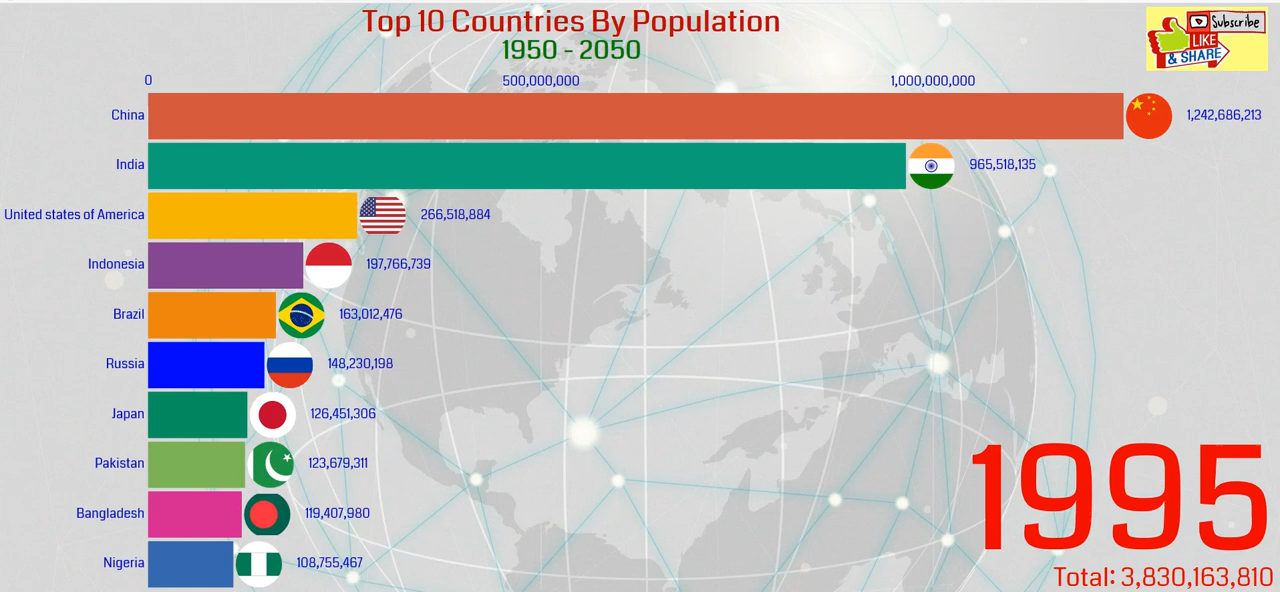 Top 10 Countries By Population
1950 - 2050
Subscribe
LIKE
& SHARE
0 500,000,000 1,000,000,000
China 1,242,686,213
India 965,518,135
United states of America 266,518,884
Indonesia 197,766,739
Brazil 163,012,476
Russia 148,230,198
Japan 126,451,306
Pakistan 123,679,311
Bangladesh 119,407,980
Nigeria 108,755,467
1995
Total: 3,830,163,810